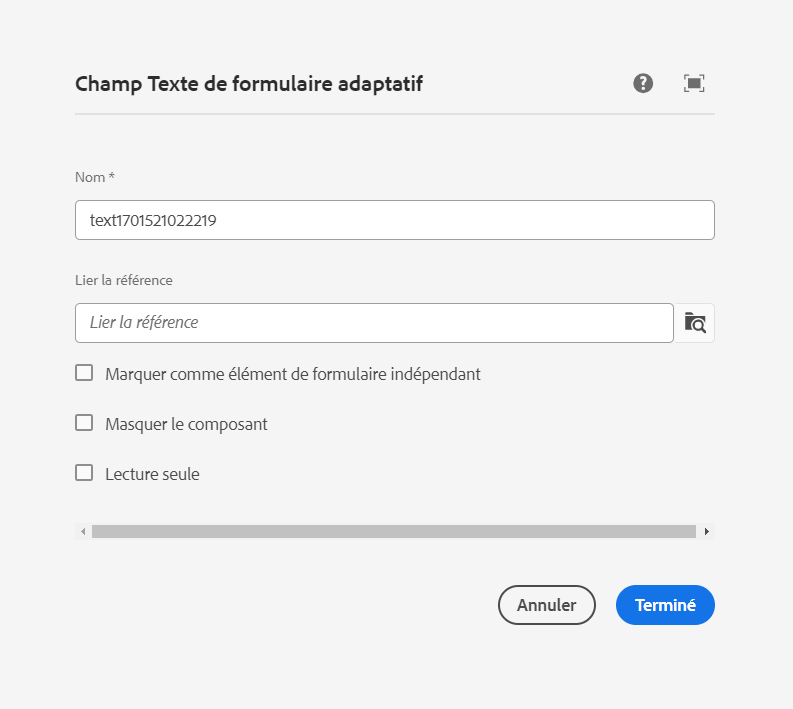 Champ Texte de formulaire adaptatif
Nom *
text1701521022219
Lier la référence
Lier la référence
Marquer comme élément de formulaire indépendant
Masquer le composant
Lecture seule
Annuler
Terminé